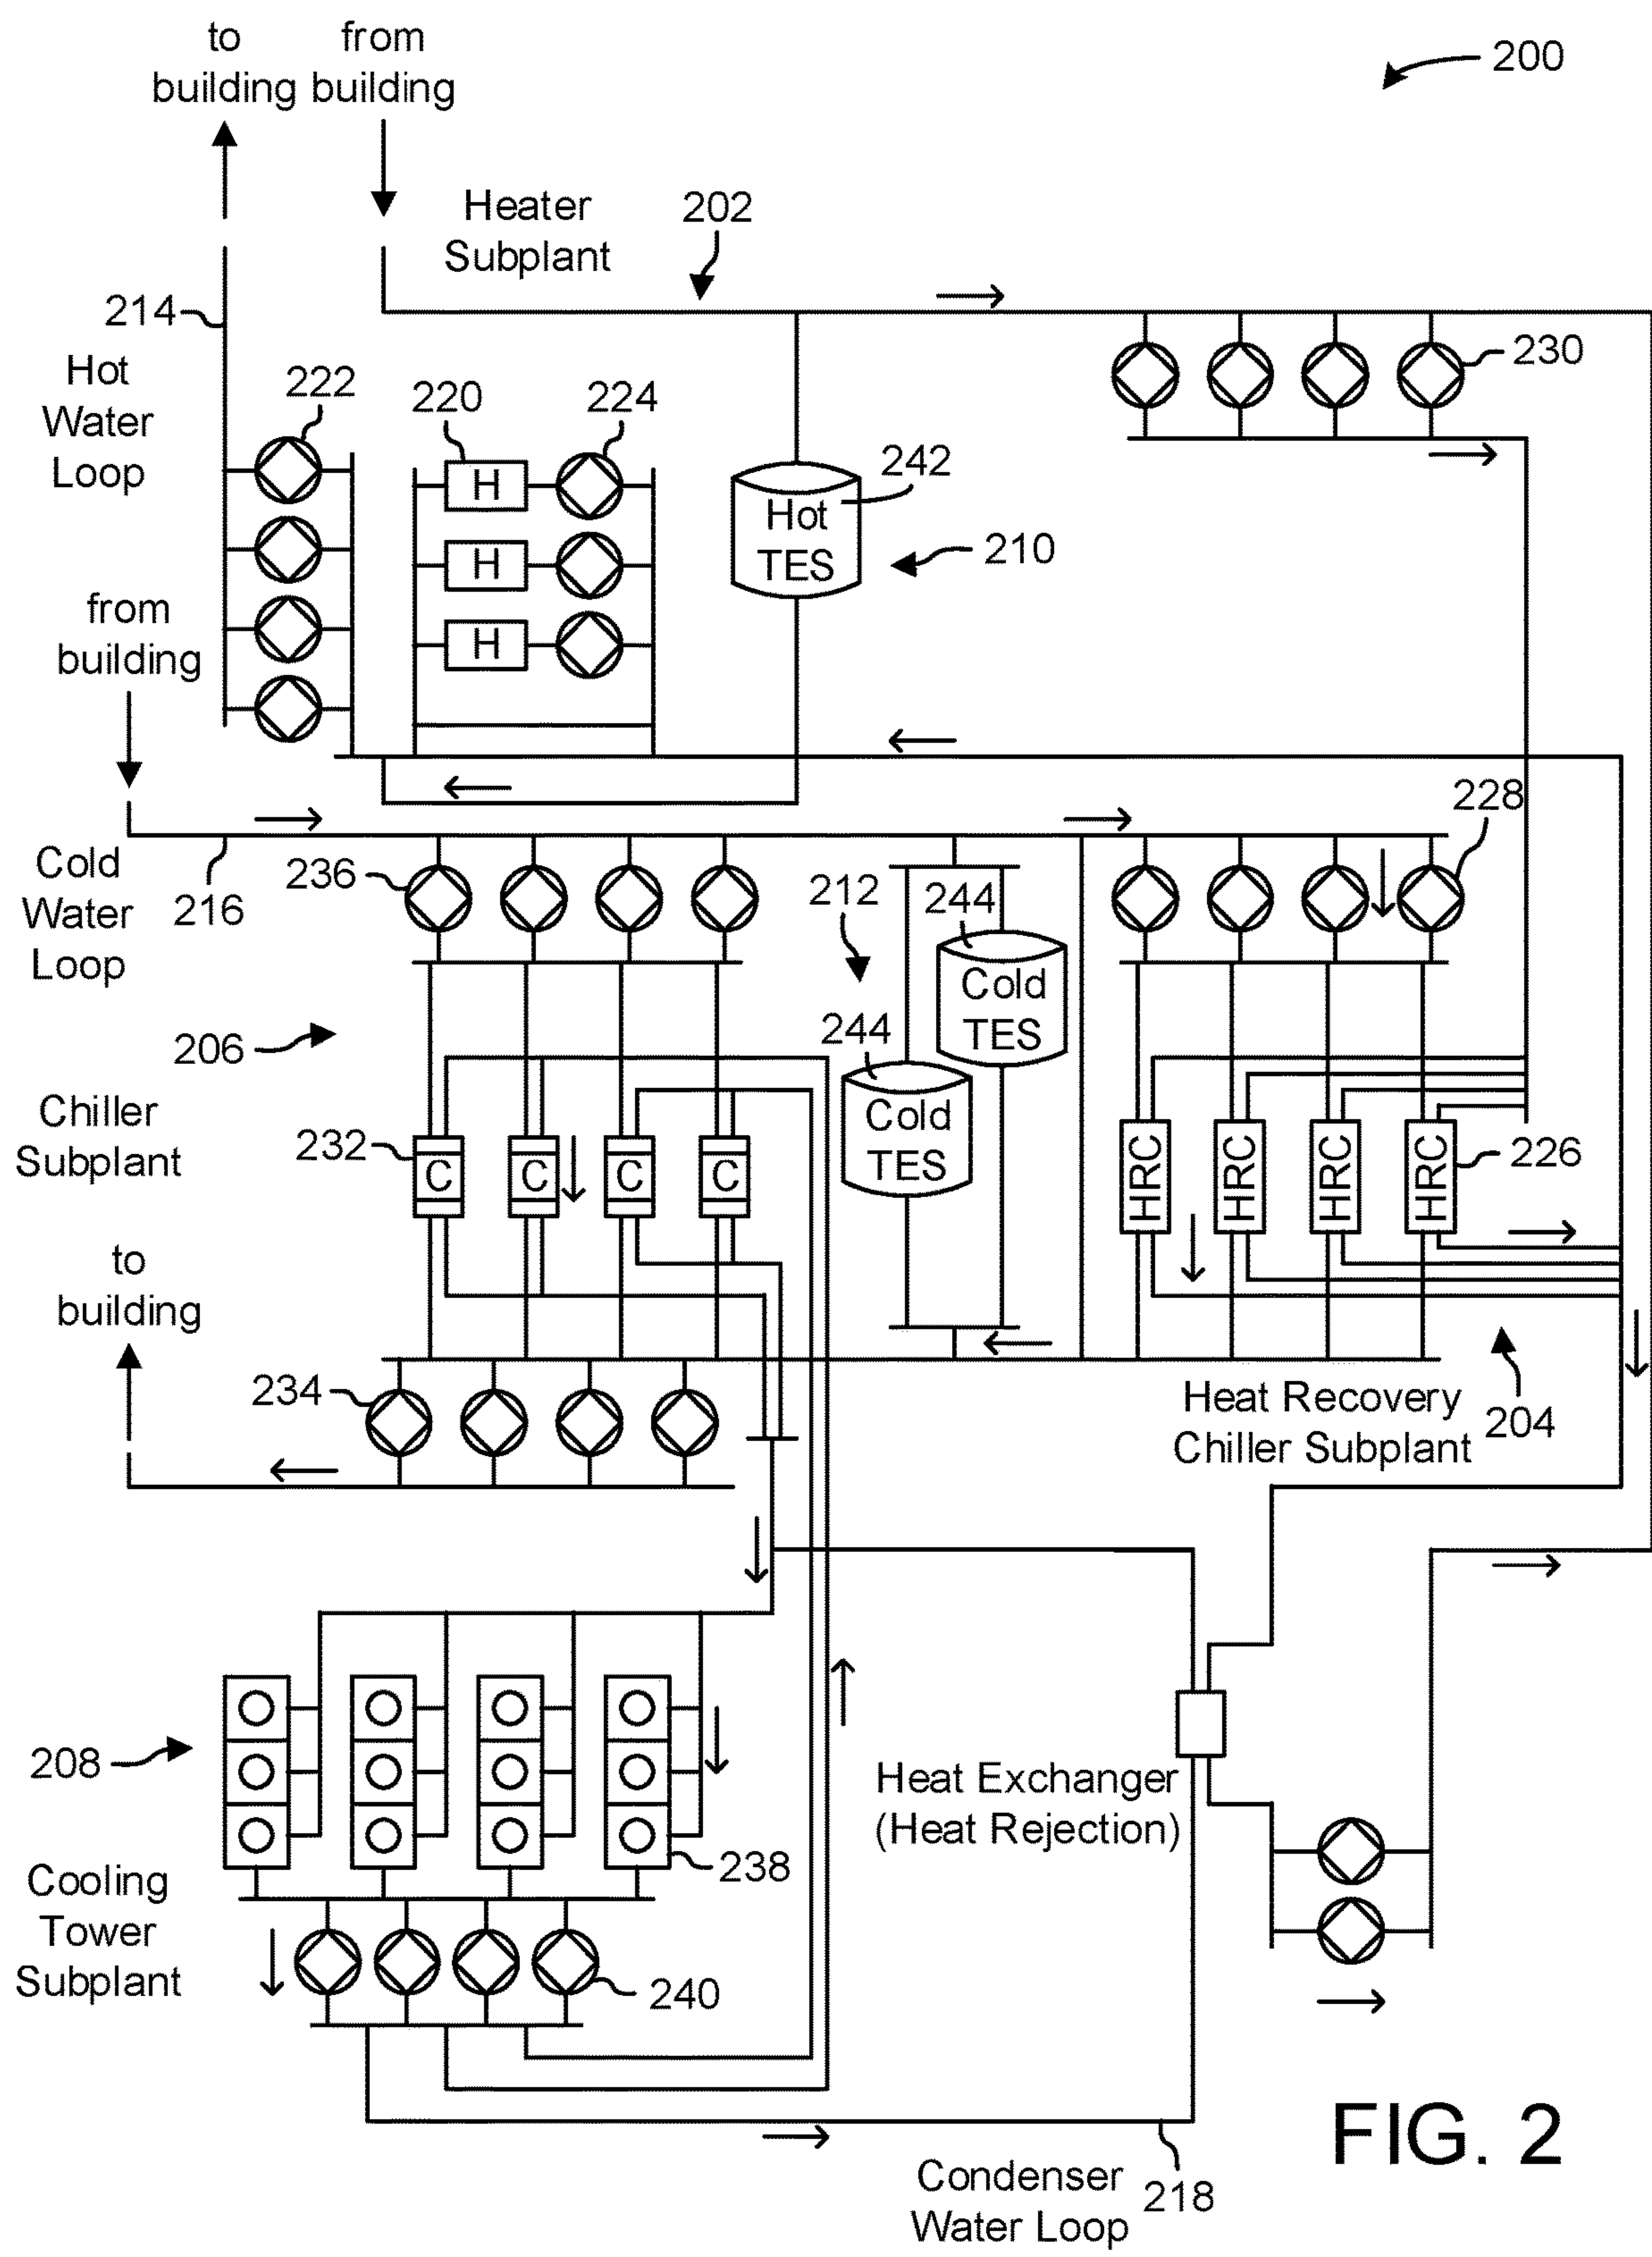 to
building
from
building
200
Heater
Subplant
202
214
Hot
Water
Loop
222
220
224
H
H
H
242
Hot
TES
210
230
from
building
228
Cold
Water
Loop
216
236
212
244
Cold
TES
244
Cold
TES
206
Chiller
Subplant
232
C
C
C
C
HRC
HRC
HRC
HRC
226
to
building
234
Heat Recovery
Chiller Subplant
204
208
Heat Exchanger
(Heat Rejection)
238
Cooling
Tower
Subplant
240
Condenser
Water Loop
218
FIG. 2